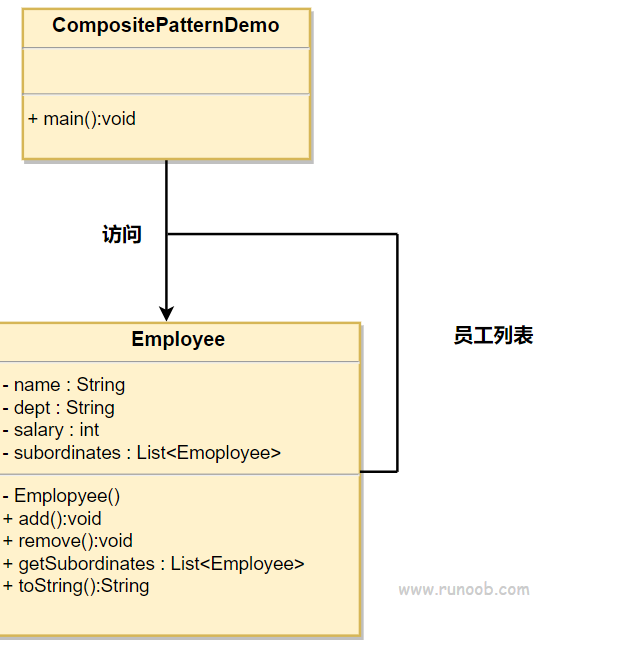 CompositePatternDemo
+ main():void
访问
员工列表
Employee
- name : String
- dept : String
- salary : int
- subordinates : List<Emoployee>
- Emplopyee()
+ add():void
+ remove():void
+ getSubordinates : List<Employee>
+ toString():String
www.runoob.com